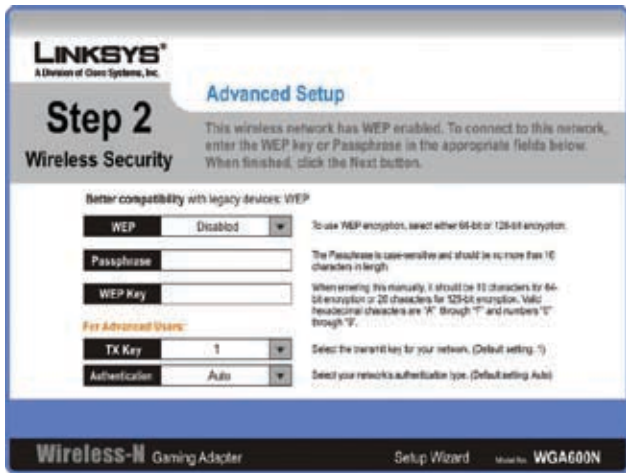 LINKSYS®
A Division of Cisco Systems, Inc.
Advanced Setup
Step 2
Wireless Security
This wireless network has WEP enabled. To connect to this network,
enter the WEP key or Passphrase in the appropriate fields below.
When finished, click the Next button.
Better compatibility with legacy devices: WEP
WEP Disabled To use WEP encryption, select either 64-bit or 128-bit encryption.
Passphrase The Passphrase is case-sensitive and should be no more than 16
characters in length.
WEP Key When entering this manually, it should be 10 characters for 64-
bit encryption or 26 characters for 128-bit encryption. Valid
hexadecimal characters are "A" through "F" and numbers "0"
through "9".
For Advanced Users:
TX Key 1 Select the transmit key for your network. (Default setting: 1)
Authentication Auto Select your network's authentication type. (Default setting: Auto)
Wireless-N Gaming Adapter Setup Wizard Model No. WGA600N